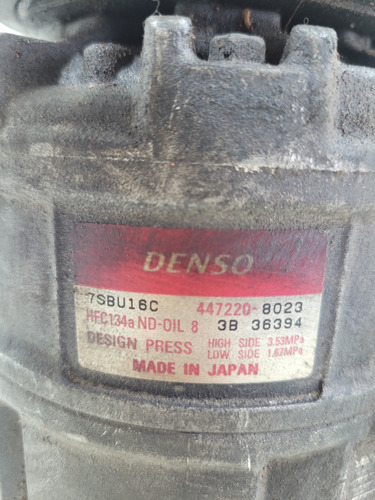 DENSO
7SBU16C 447220-8023
HFC134a ND-OIL 8 3B 36394
DESIGN PRESS HIGH SIDE 3.53MPa
LOW SIDE 1.67MPa
MADE IN JAPAN